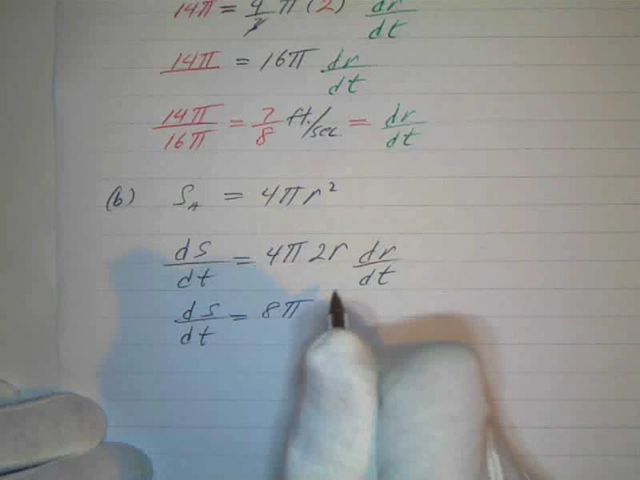 14π = 4/3 π (2) dr/dt
14π = 16π dr/dt
14π/16π = 7/8 ft./sec. = dr/dt
(b) S_A = 4πr²
ds/dt = 4π 2r dr/dt
ds/dt = 8π